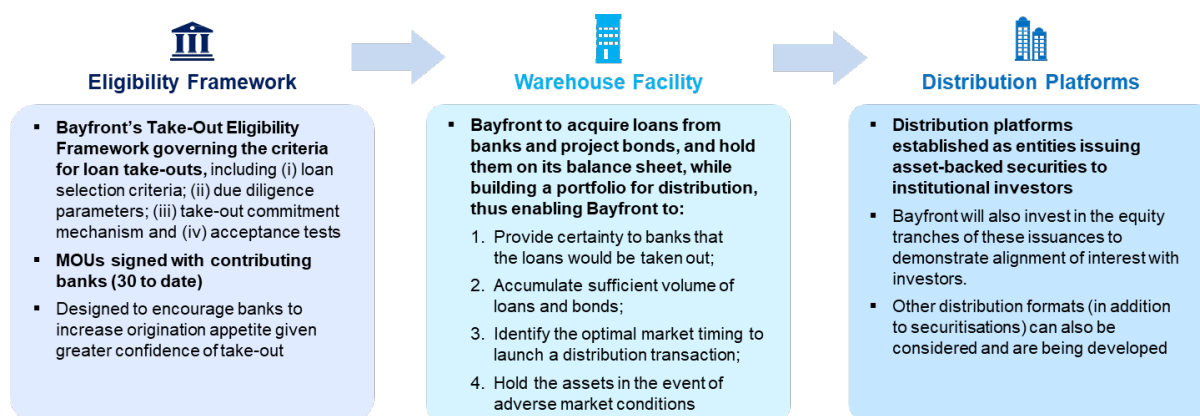 Eligibility Framework
▪ Bayfront's Take-Out Eligibility
Framework governing the criteria
for loan take-outs, including (i) loan
selection criteria; (ii) due diligence
parameters; (iii) take-out commitment
mechanism and (iv) acceptance tests
▪ MOUs signed with contributing
banks (30 to date)
▪ Designed to encourage banks to
increase origination appetite given
greater confidence of take-out
Warehouse Facility
▪ Bayfront to acquire loans from
banks and project bonds, and hold
them on its balance sheet, while
building a portfolio for distribution,
thus enabling Bayfront to:
1. Provide certainty to banks that
the loans would be taken out;
2. Accumulate sufficient volume of
loans and bonds;
3. Identify the optimal market timing to
launch a distribution transaction;
4. Hold the assets in the event of
adverse market conditions
Distribution Platforms
▪ Distribution platforms
established as entities issuing
asset-backed securities to
institutional investors
▪ Bayfront will also invest in the equity
tranches of these issuances to
demonstrate alignment of interest with
investors.
▪ Other distribution formats (in addition
to securitisations) can also be
considered and are being developed